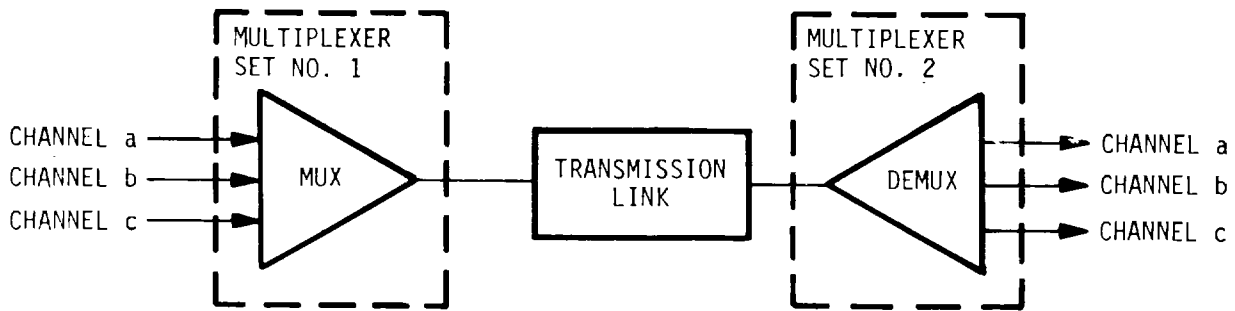 MULTIPLEXER
SET NO. 1
MULTIPLEXER
SET NO. 2
CHANNEL a
CHANNEL b
CHANNEL c
MUX
TRANSMISSION
LINK
DEMUX
CHANNEL a
CHANNEL b
CHANNEL c